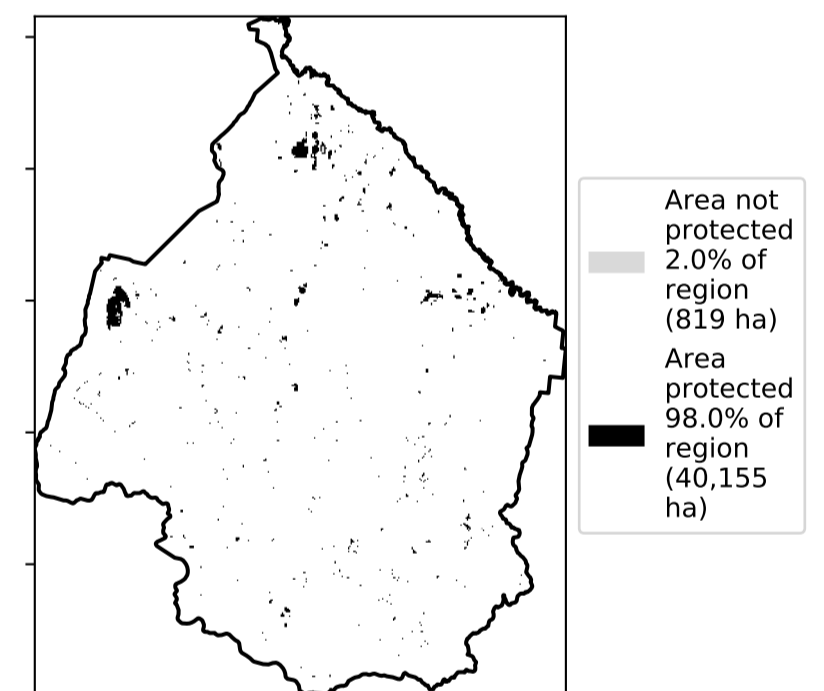 Area not
protected
2.0% of
region
(819 ha)
Area
protected
98.0% of
region
(40,155
ha)